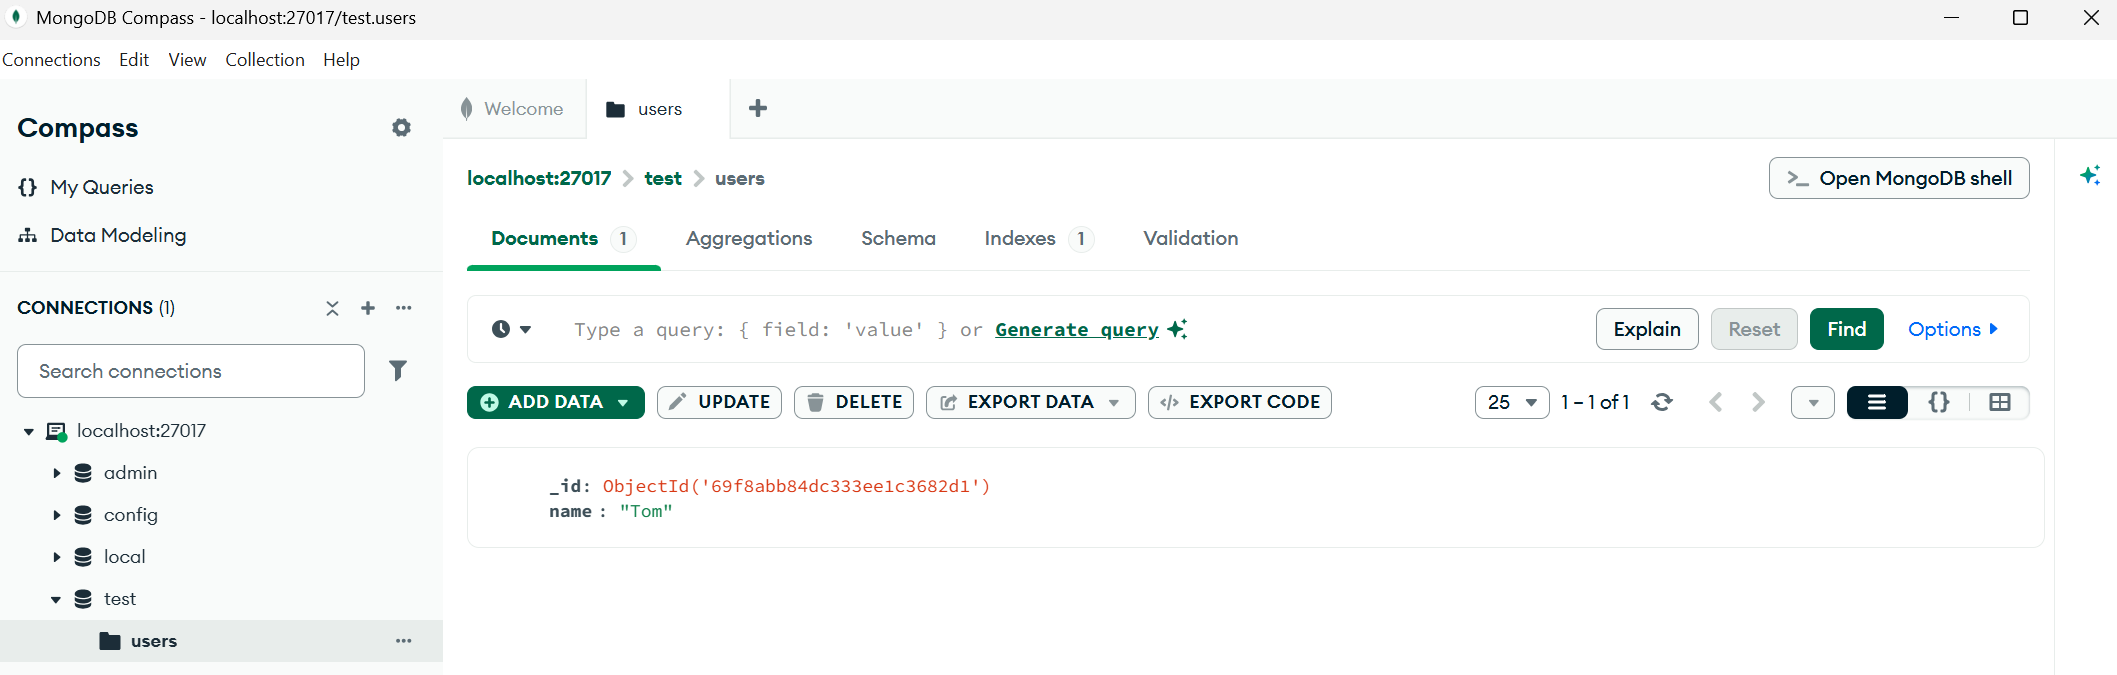 MongoDB Compass - localhost:27017/test.users
Connections Edit View Collection Help
Compass
{} My Queries
Data Modeling
CONNECTIONS (1)
Search connections
localhost:27017
admin
config
local
test
users
Welcome
users
localhost:27017 > test > users
>_ Open MongoDB shell
Documents 1 Aggregations Schema Indexes 1 Validation
Type a query: { field: 'value' } or Generate query
Explain Reset Find Options
ADD DATA UPDATE DELETE EXPORT DATA </> EXPORT CODE
25 1 – 1 of 1 {}
_id: ObjectId('69f8abb84dc333ee1c3682d1')
name : "Tom"